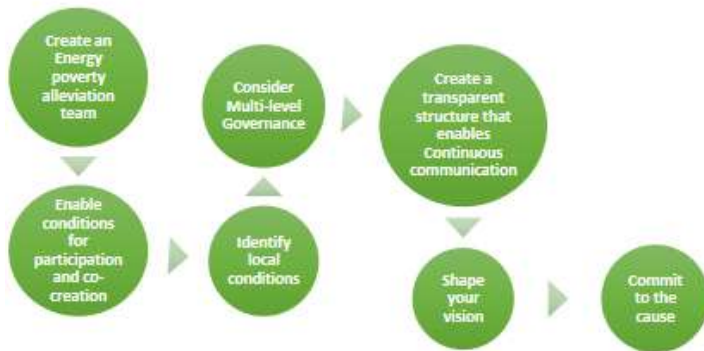 Create an
Energy
poverty
alleviation
team
Enable
conditions
for
participation
and co-
creation
Identify
local
conditions
Consider
Multi-level
Governance
Create a
transparent
structure that
enables
Continuous
communication
Shape
your
vision
Commit
to the
cause